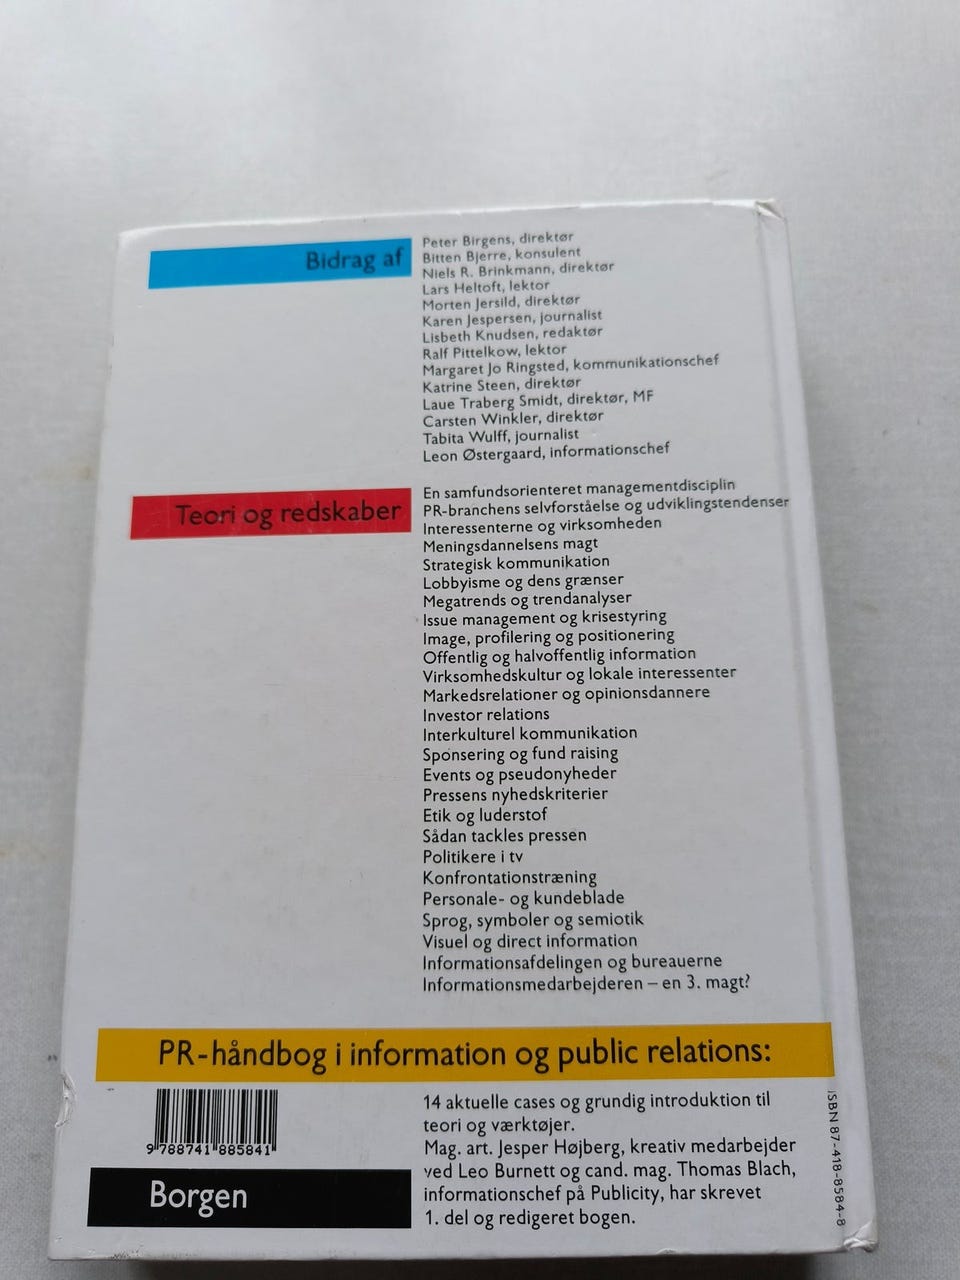 Bidrag af
Peter Birgens, direktør
Bitten Bjerre, konsulent
Niels R. Brinkmann, direktør
Lars Heltoft, lektor
Morten Jersild, direktør
Karen Jespersen, journalist
Lisbeth Knudsen, redaktør
Ralf Pittelkow, lektor
Margaret Jo Ringsted, kommunikationschef
Katrine Steen, direktør
Laue Traberg Smidt, direktør, MF
Carsten Winkler, direktør
Tabita Wulff, journalist
Leon Østergaard, informationschef
Teori og redskaber
En samfundsorienteret managementdisciplin
PR-branchens selvforståelse og udviklingstendenser
Interessenterne og virksomheden
Meningsdannelsens magt
Strategisk kommunikation
Lobbyisme og dens grænser
Megatrends og trendanalyser
Issue management og krisestyring
Image, profilering og positionering
Offentlig og halvoffentlig information
Virksomhedskultur og lokale interessenter
Markedsrelationer og opinionsdannere
Investor relations
Interkulturel kommunikation
Sponsering og fund raising
Events og pseudonyheder
Pressens nyhedskriterier
Etik og luderstof
Sådan tackles pressen
Politikere i tv
Konfrontationstræning
Personale- og kundeblade
Sprog, symboler og semiotik
Visuel og direct information
Informationsafdelingen og bureauerne
Informationsmedarbejderen – en 3. magt?
PR-håndbog i information og public relations:
14 aktuelle cases og grundig introduktion til
teori og værktøjer.
Mag. art. Jesper Højberg, kreativ medarbejder
ved Leo Burnett og cand. mag. Thomas Blach,
informationschef på Publicity, har skrevet
1. del og redigeret bogen.
9 788741 885841
Borgen
ISBN 87-418-8584-8